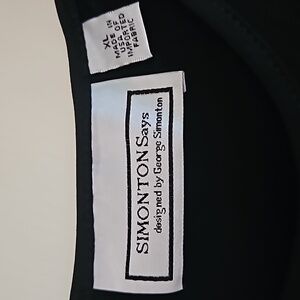 XL
MADE IN
USA OF
IMPORTED
FABRIC
SIMONTON Says
designed by George Simonton